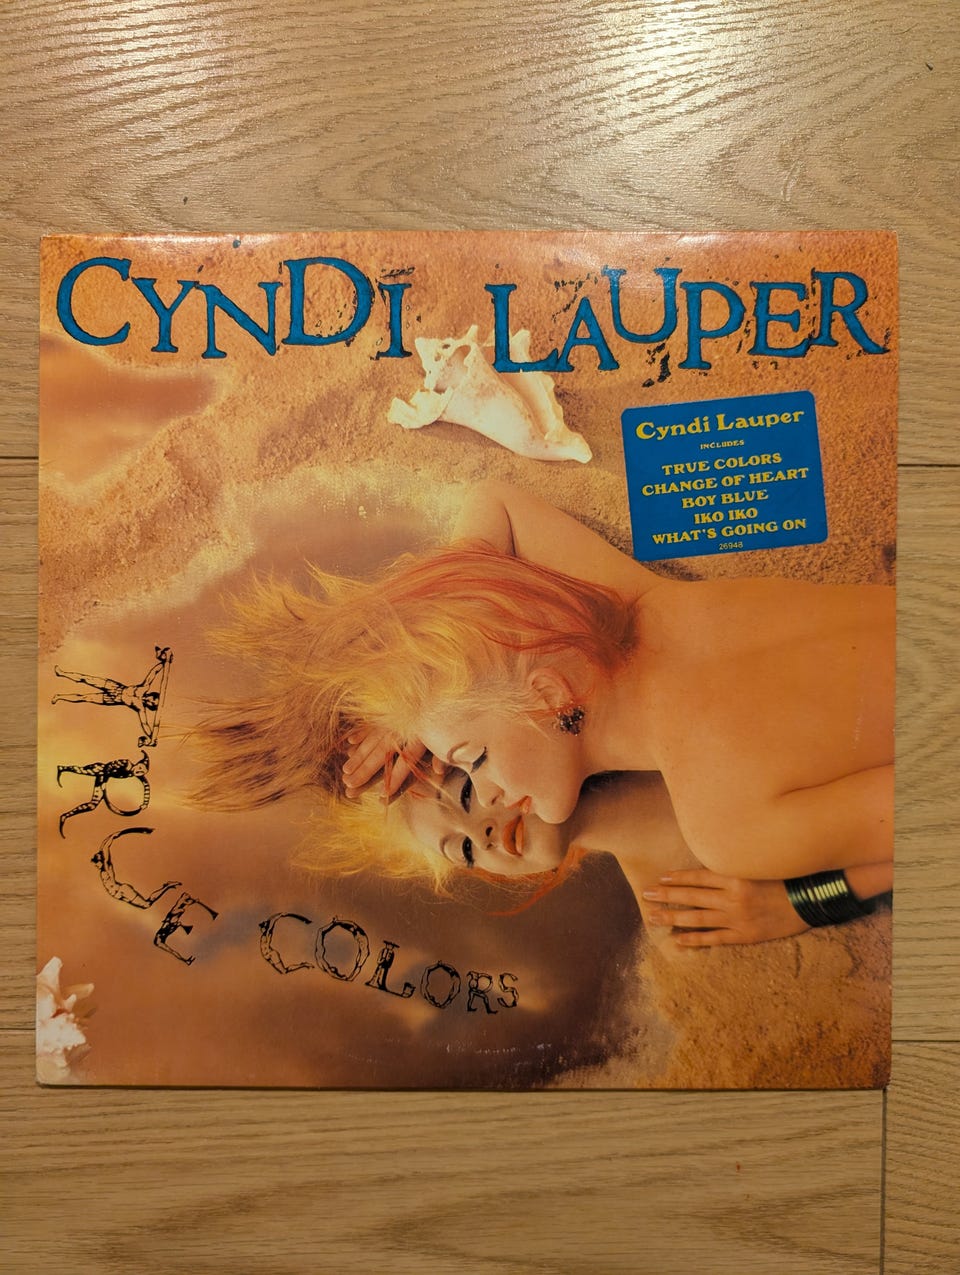 CYNDI LAUPER
Cyndi Lauper
INCLUDES
TRUE COLORS
CHANGE OF HEART
BOY BLUE
IKO IKO
WHAT'S GOING ON
26948
TRUE COLORS